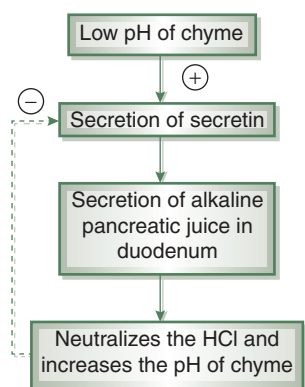 Low pH of chyme
+
−
Secretion of secretin
Secretion of alkaline
pancreatic juice in
duodenum
Neutralizes the HCl and
increases the pH of chyme